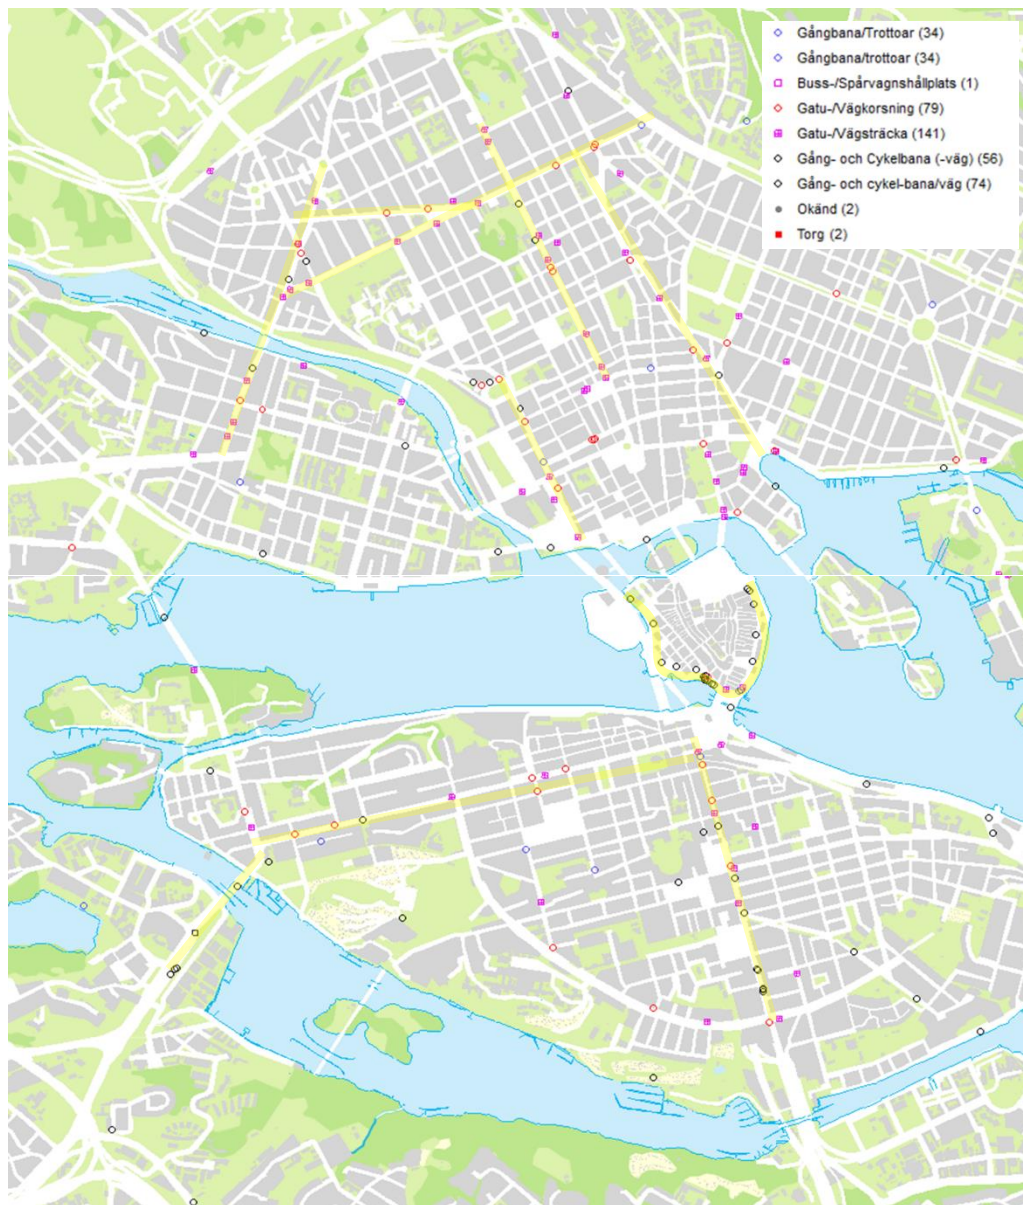 Gångbana/Trottoar (34)
Gångbana/trottoar (34)
Buss-/Spårvagnshållplats (1)
Gatu-/Vägkorsning (79)
Gatu-/Vägsträcka (141)
Gång- och Cykelbana (-väg) (56)
Gång- och cykel-bana/väg (74)
Okänd (2)
Torg (2)